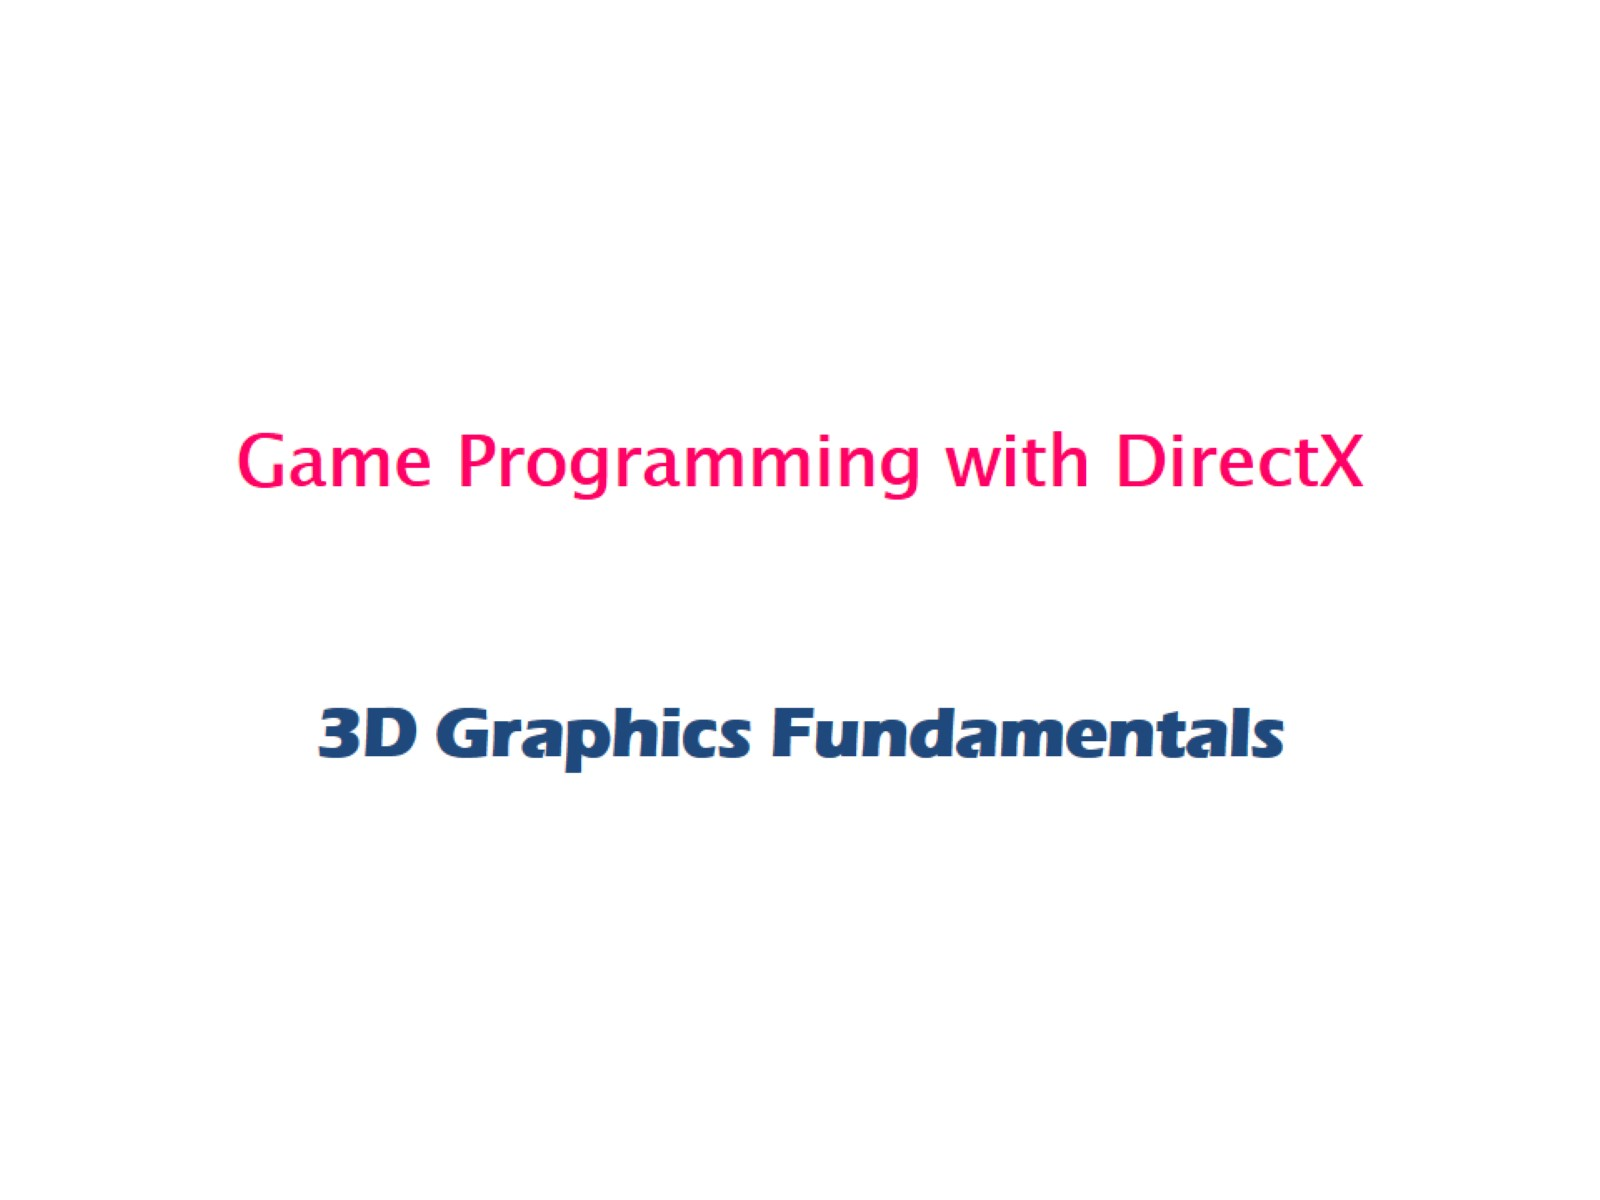 Game Programming with DirectX
3D Graphics Fundamentals